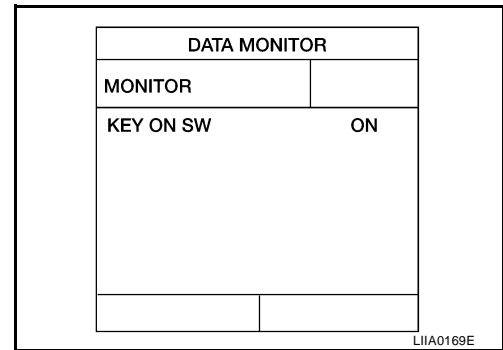 DATA MONITOR
MONITOR
KEY ON SW ON
LIIA0169E